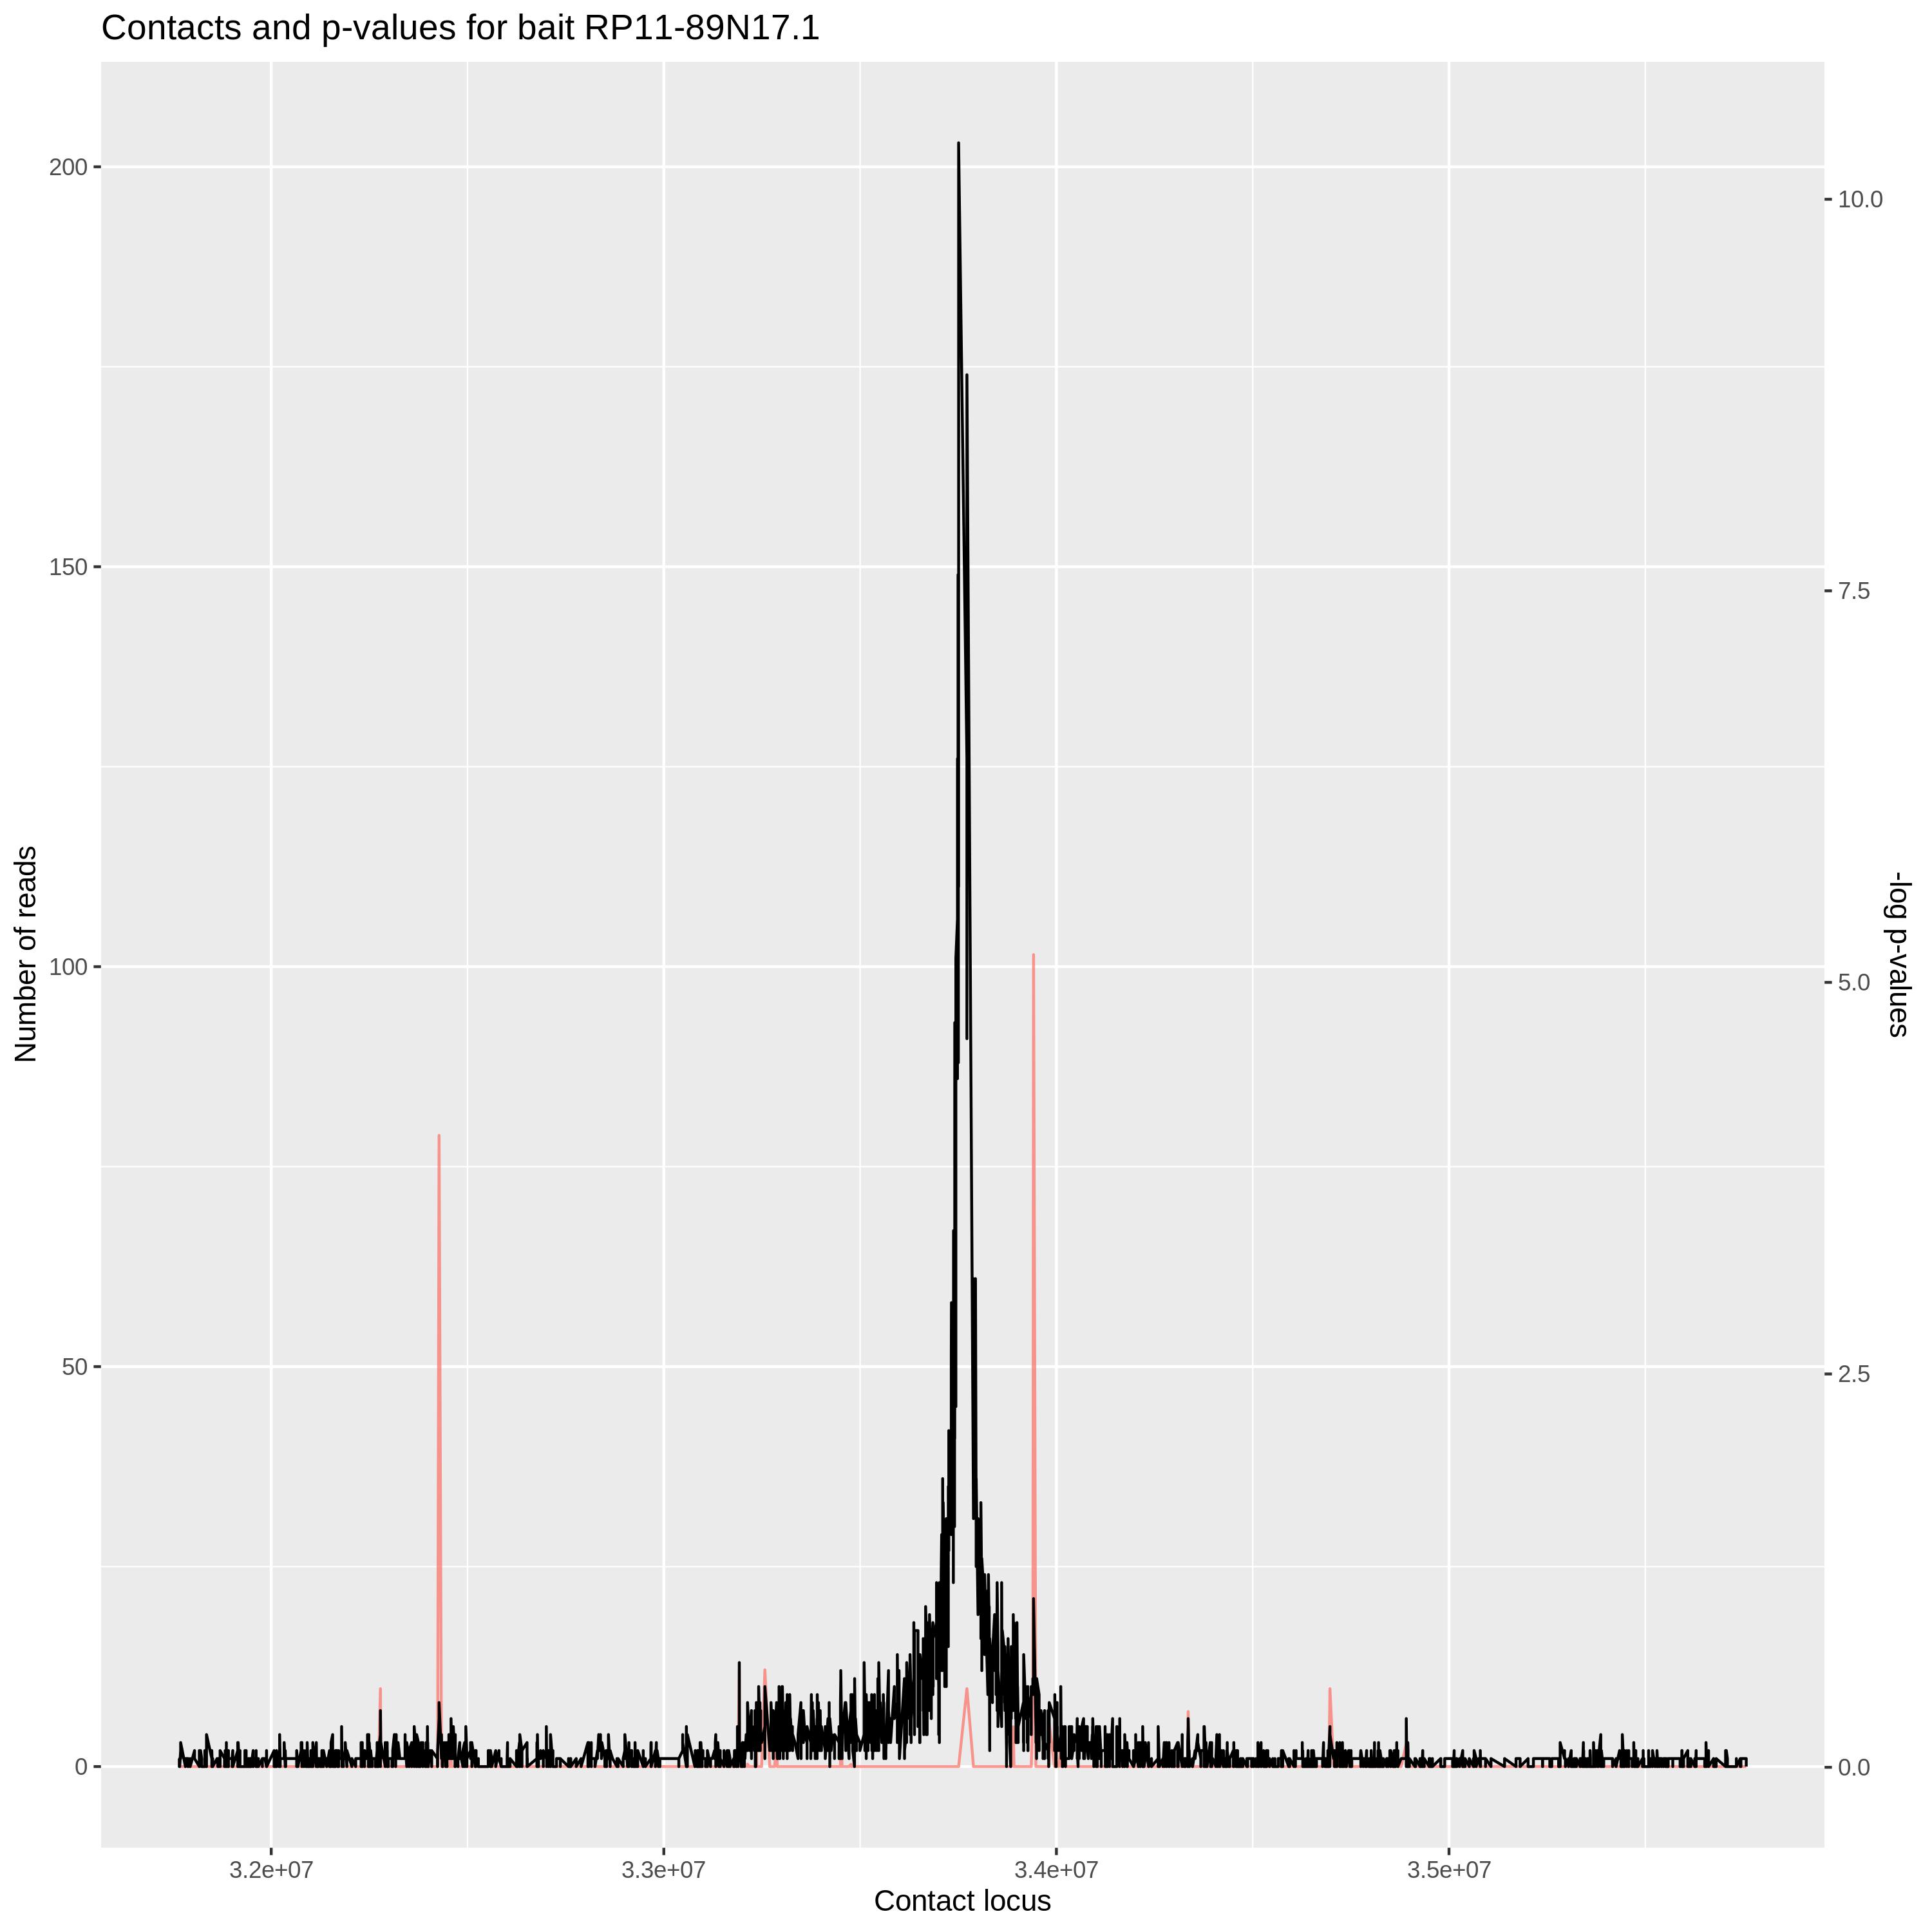 Contacts and p-values for bait RP11-89N17.1
200
150
100
50
0
Number of reads
10.0
7.5
5.0
2.5
0.0
-log p-values
3.2e+07
3.3e+07
3.4e+07
3.5e+07
Contact locus